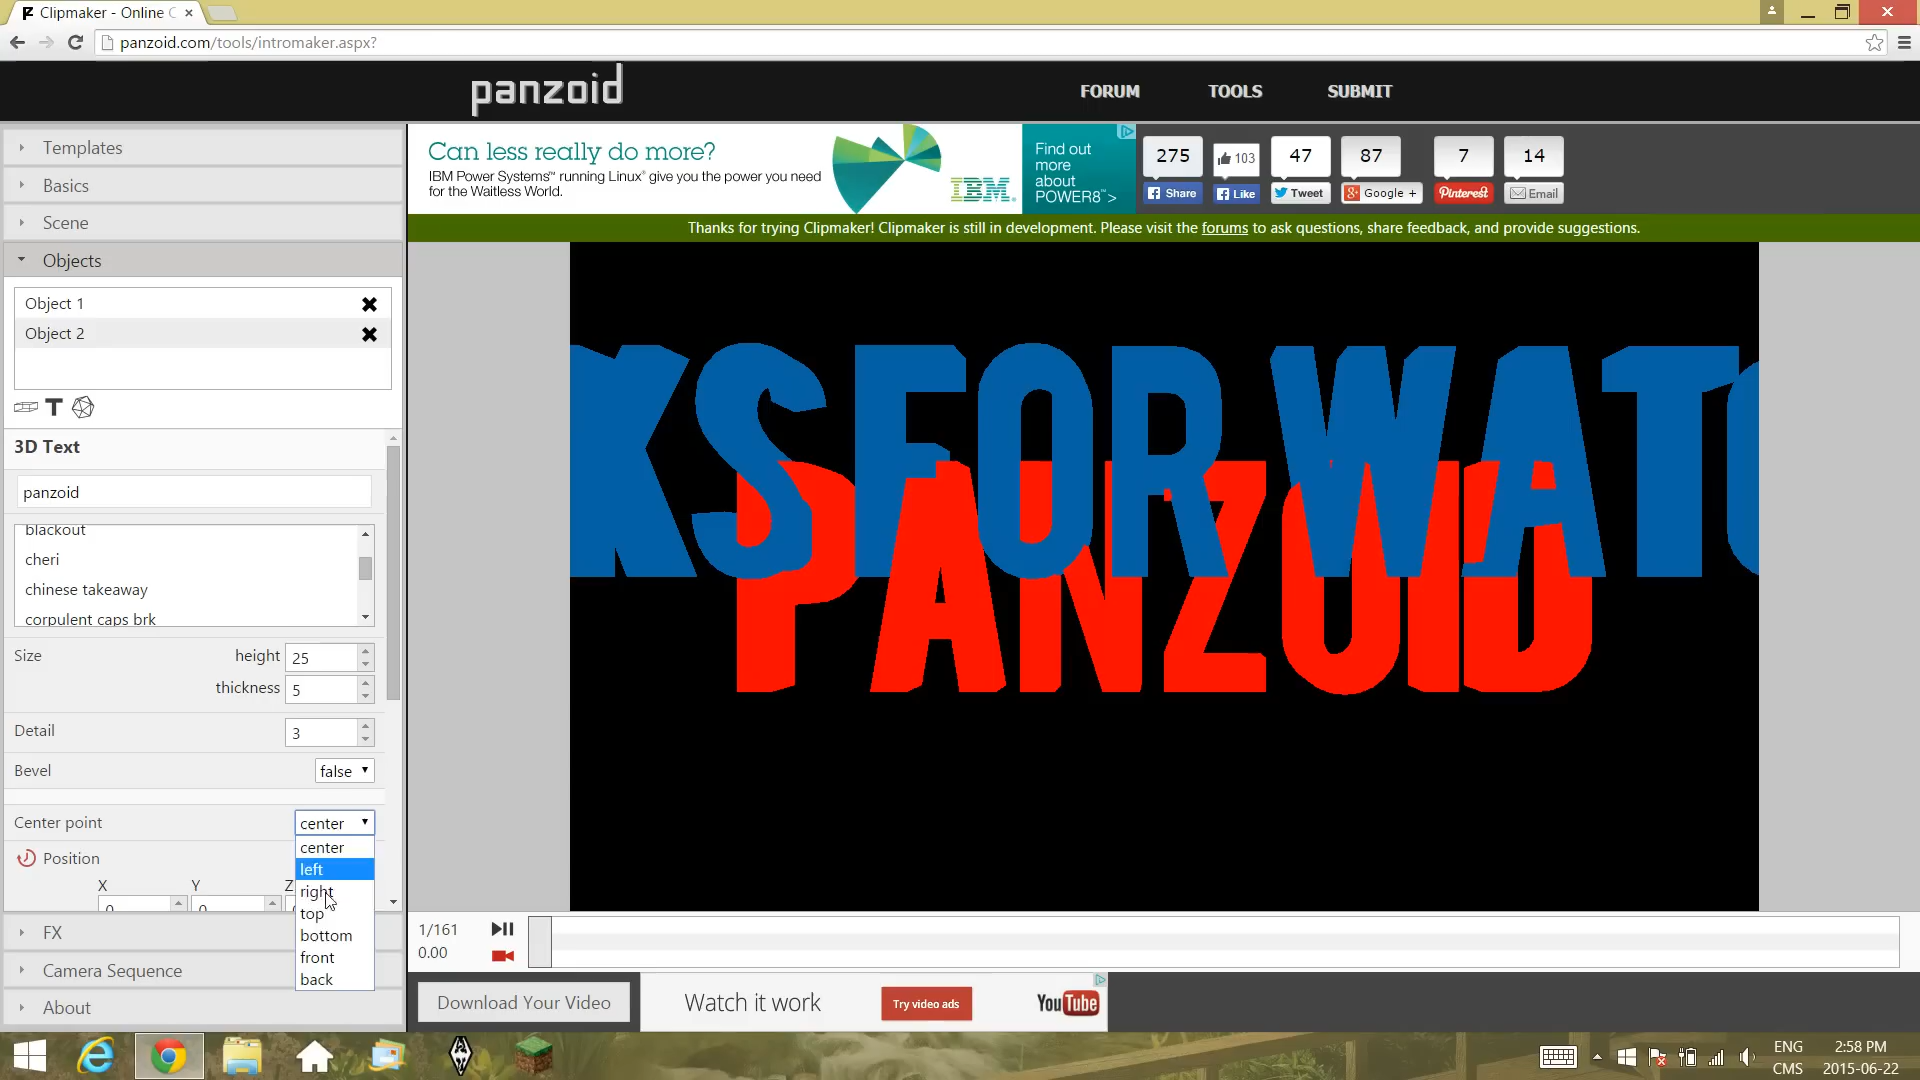 Clipmaker - Online C
panzoid.com/tools/intromaker.aspx?
panzoid
FORUM
TOOLS
SUBMIT
Templates
Basics
Scene
Objects
Object 1
Object 2
T
3D Text
panzoid
blackout
cheri
chinese takeaway
corpulent caps brk
Size
height 25
thickness 5
Detail 3
Bevel false
Center point center
center
left
right
top
bottom
front
back
Position
X Y Z
0 0
FX
Camera Sequence
About
Can less really do more?
IBM Power Systems™ running Linux® give you the power you need
for the Waitless World.
IBM.
Find out
more
about
POWER8™>
275 103 47 87 7 14
Share Like Tweet Google + Pinterest Email
Thanks for trying Clipmaker! Clipmaker is still in development. Please visit the forums to ask questions, share feedback, and provide suggestions.
KS FOR WATC
PANZOID
1/161
0.00
Download Your Video
Watch it work
Try video ads
YouTube
ENG
CMS
2:58 PM
2015-06-22